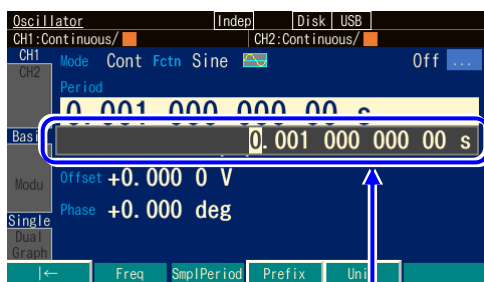 Oscillator Indep Disk USB
CH1:Continuous/ CH2:Continuous/
CH1 Mode Cont Fctn Sine Off ...
CH2
Period
0.001 000 000 00 s
Basi
0.001 000 000 00 s
Modu Offset +0.000 0 V
Single Phase +0.000 deg
Dual
Graph
|← Freq SmplPeriod Prefix Uni